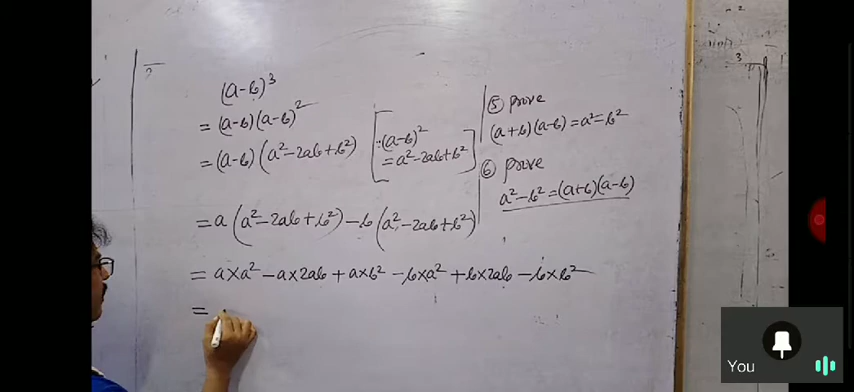 (a-b)³
= (a-b)(a-b)²
= (a-b)(a²-2ab+b²) [∴(a-b)²
= a²-2ab+b²]
= a(a²-2ab+b²)-b(a²-2ab+b²)
= a×a²-a×2ab+a×b²-b×a²+b×2ab-b×b²
=
⑤ prove
(a+b)(a-b)=a²-b²
⑥ prove
a²-b²=(a+b)(a-b)
You